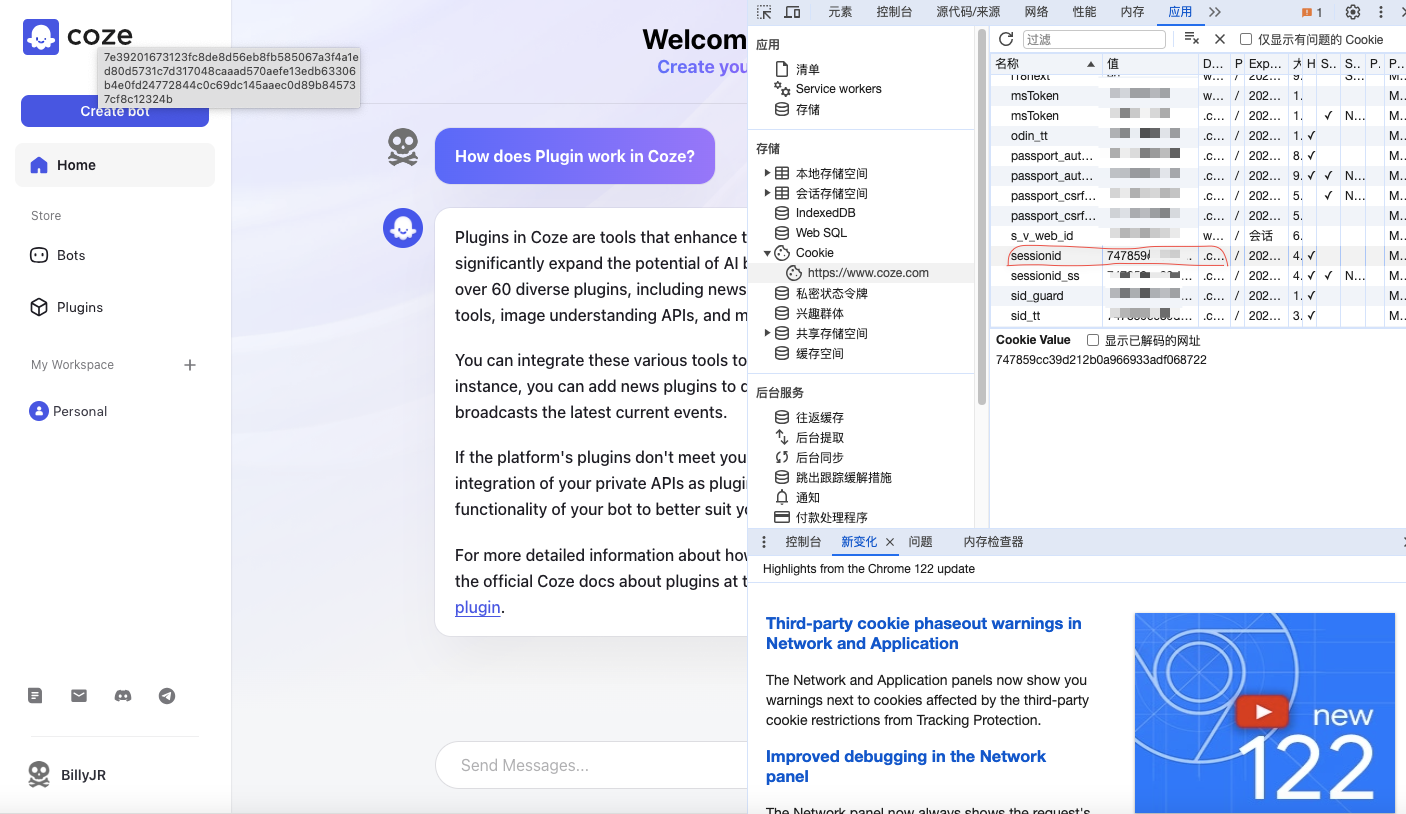 coze
7e39201673123fc8de8d56eb8fb585067a3f4a1e
d80d5731c7d317048caaad570aefe13edb63306
b4e0fd24772844c0c69dc145aaec0d89b84573
7cf8c12324b
Create bot
Home
Store
Bots
Plugins
My Workspace
Personal
BillyJR
Welcom
Create you
How does Plugin work in Coze?
Plugins in Coze are tools that enhance t
significantly expand the potential of AI b
over 60 diverse plugins, including news
tools, image understanding APIs, and m
You can integrate these various tools to
instance, you can add news plugins to c
broadcasts the latest current events.
If the platform's plugins don't meet you
integration of your private APIs as plugin
functionality of your bot to better suit yo
For more detailed information about how
the official Coze docs about plugins at t
plugin.
Send Messages...
元素 控制台 源代码/来源 网络 性能 内存 应用 1
应用
清单
Service workers
存储
存储
本地存储空间
会话存储空间
IndexedDB
Web SQL
Cookie
https://www.coze.com
私密状态令牌
兴趣群体
共享存储空间
缓存空间
后台服务
往返缓存
后台提取
后台同步
跳出跟踪缓解措施
通知
付款处理程序
过滤 仅显示有问题的 Cookie
名称 值 D... P Exp... 大 H S.. S.. P. P...
msToken w... / 202... 1. M...
msToken .c... / 202... 1. ✓ N... M...
odin_tt .c... / 202... 1. ✓ M...
passport_aut... .c... / 202... 8. ✓ M...
passport_aut... .c... / 202... 9. ✓ ✓ N... M...
passport_csrf... .c... / 202... 5. ✓ N... M...
passport_csrf... .c... / 202... 5. M...
s_v_web_id w... / 会话 6. M...
sessionid 747859 ... .c... / 202... 4. ✓ M...
sessionid_ss .c... / 202... 4. ✓ ✓ N... M...
sid_guard ... .c... / 202... 1. ✓ M...
sid_tt .c... / 202... 3. ✓ M...
Cookie Value 显示已解码的网址
747859cc39d212b0a966933adf068722
控制台 新变化 问题 内存检查器
Highlights from the Chrome 122 update
Third-party cookie phaseout warnings in
Network and Application
The Network and Application panels now show you
warnings next to cookies affected by the third-party
cookie restrictions from Tracking Protection.
Improved debugging in the Network
panel
The Network panel now always shows the request's
new
122